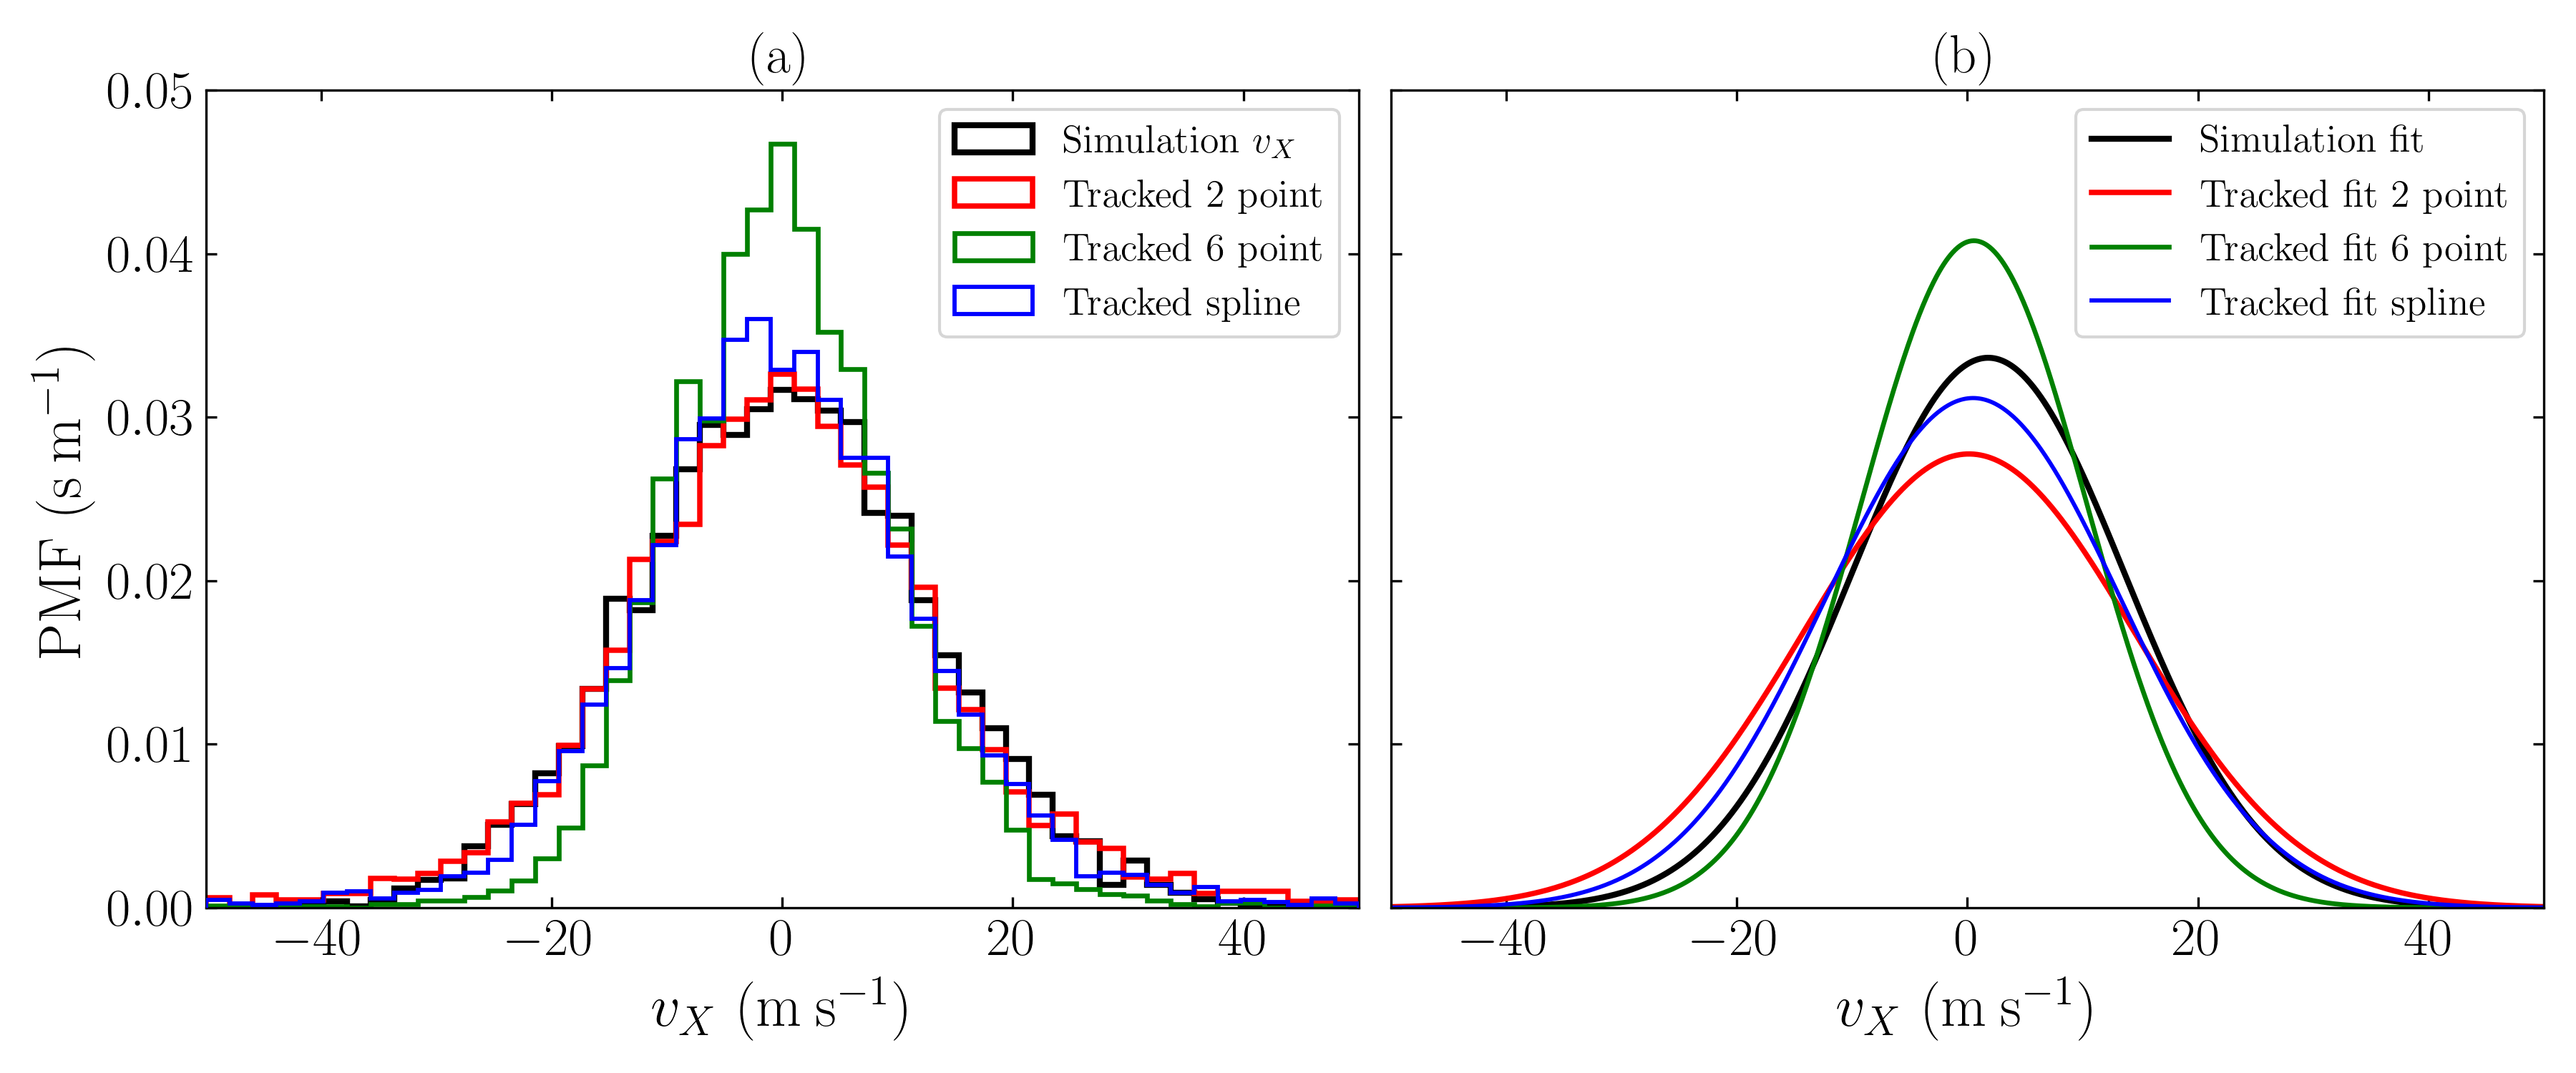 (a)
(b)
0.05
0.04
0.03
0.02
0.01
0.00
PMF (s m⁻¹)
Simulation v_X
Tracked 2 point
Tracked 6 point
Tracked spline
Simulation fit
Tracked fit 2 point
Tracked fit 6 point
Tracked fit spline
−40 −20 0 20 40
−40 −20 0 20 40
v_X (m s⁻¹)
v_X (m s⁻¹)